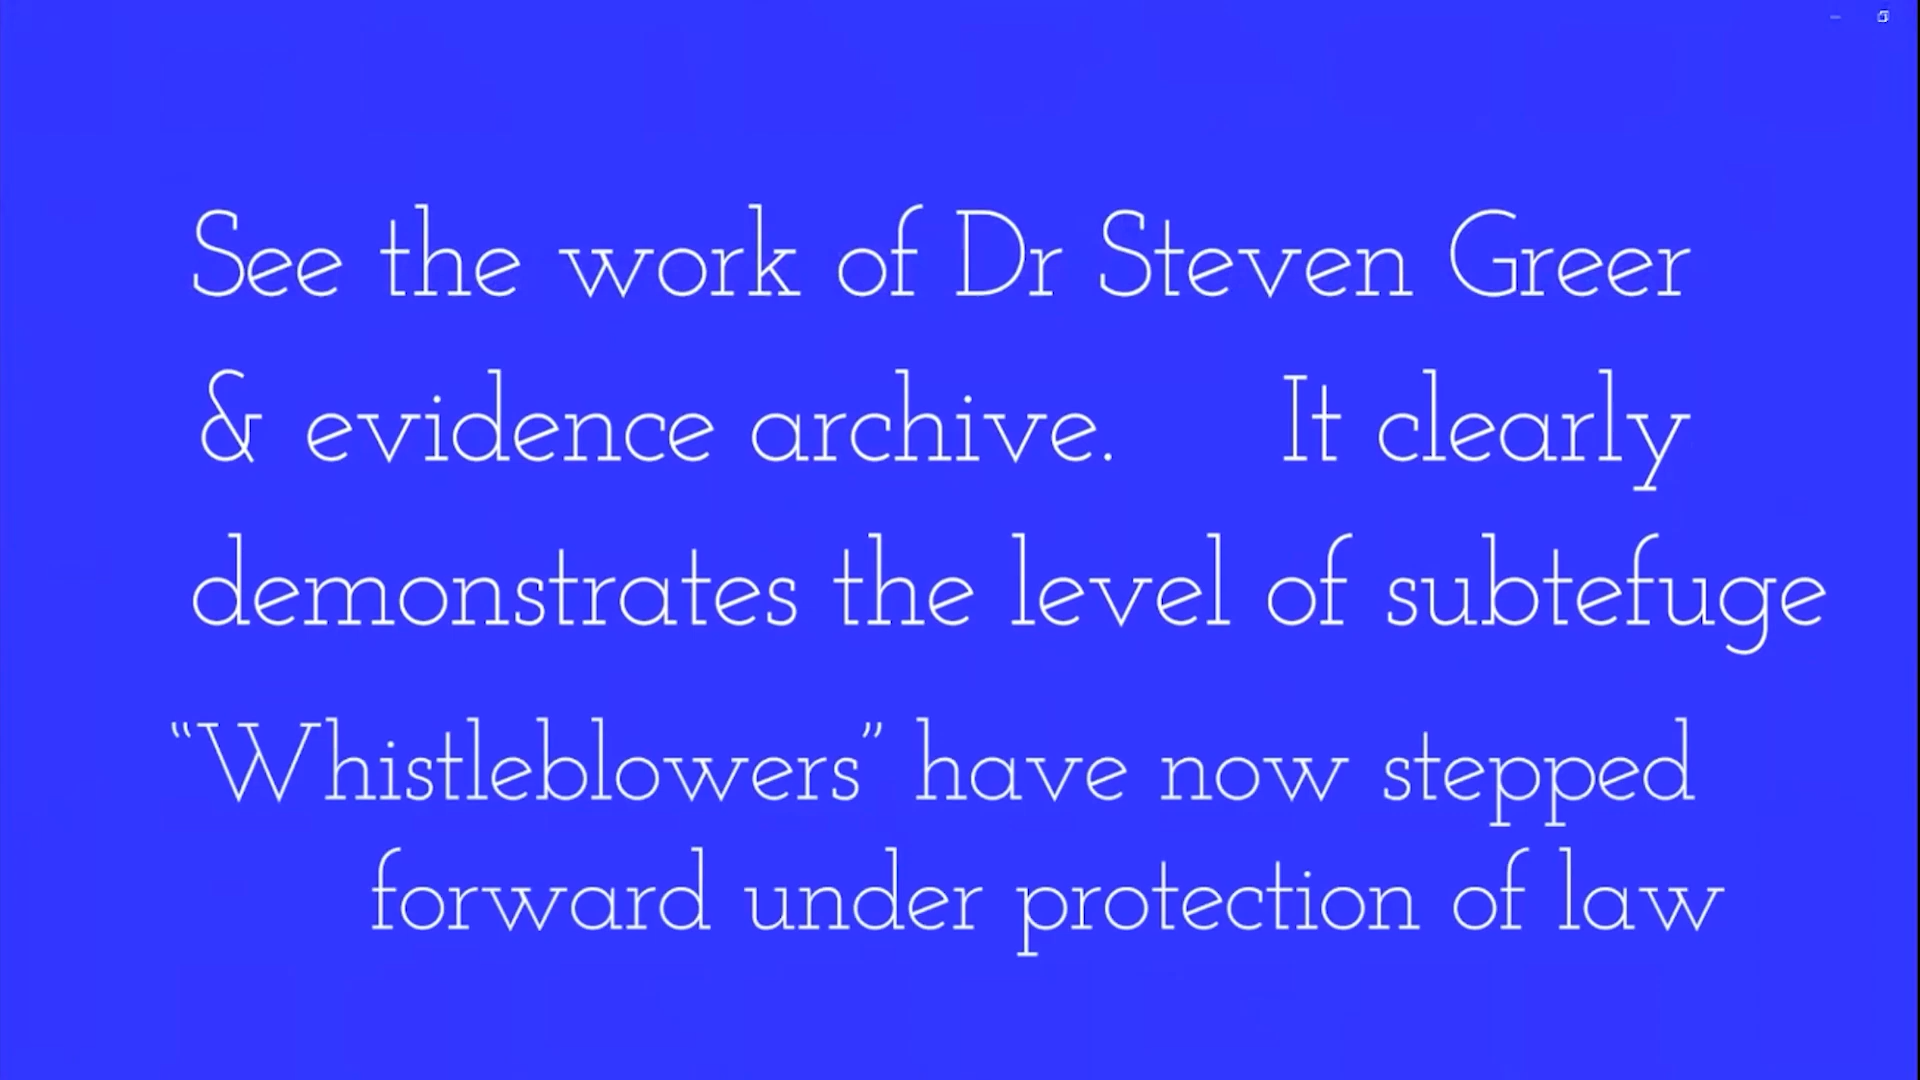 See the work of Dr Steven Greer
& evidence archive. It clearly
demonstrates the level of subtefuge
“Whistleblowers” have now stepped
forward under protection of law